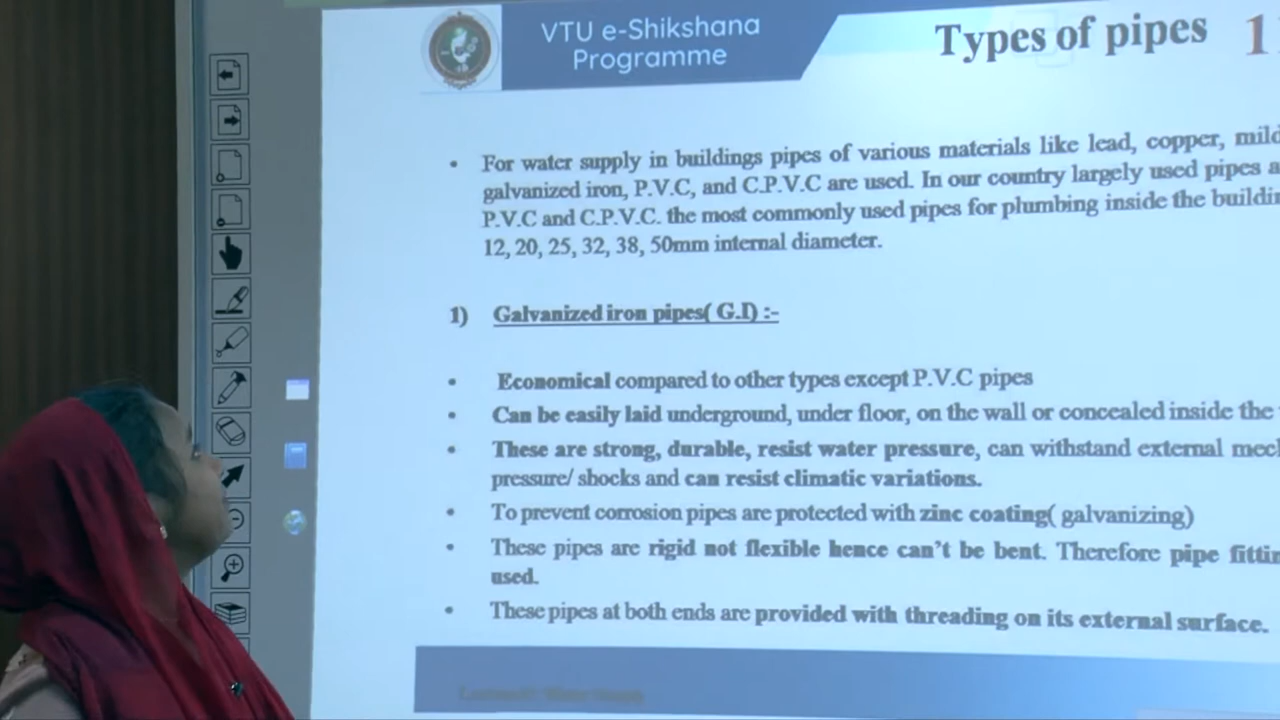 VTU e-Shikshana
Programme
Types of pipes 1
• For water supply in buildings pipes of various materials like lead, copper, mild
galvanized iron, P.V.C, and C.P.V.C are used. In our country largely used pipes a
P.V.C and C.P.V.C. the most commonly used pipes for plumbing inside the buildin
12, 20, 25, 32, 38, 50mm internal diameter.
1) Galvanized iron pipes( G.I) :-
• Economical compared to other types except P.V.C pipes
• Can be easily laid underground, under floor, on the wall or concealed inside the
• These are strong, durable, resist water pressure, can withstand external mec
pressure/ shocks and can resist climatic variations.
• To prevent corrosion pipes are protected with zinc coating( galvanizing)
• These pipes are rigid not flexible hence can't be bent. Therefore pipe fittin
used.
• These pipes at both ends are provided with threading on its external surface.